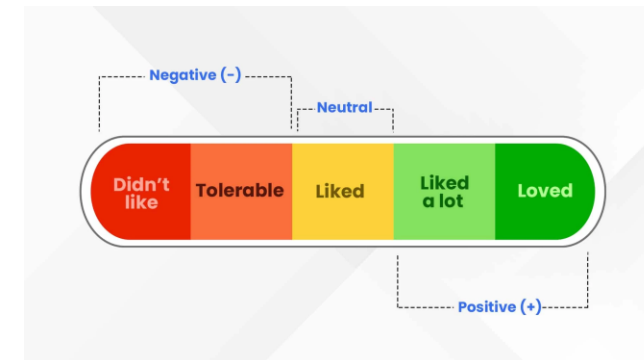 Negative (-)
Neutral
Didn't
like
Tolerable
Liked
Liked
a lot
Loved
Positive (+)